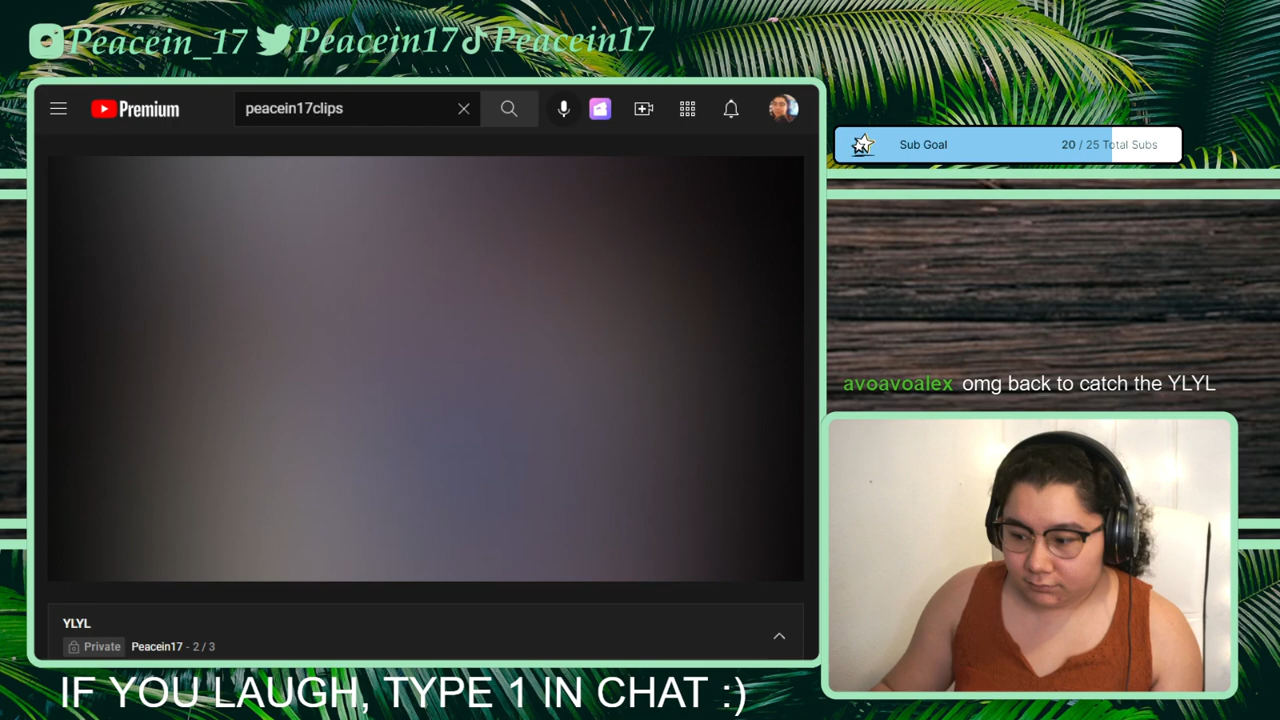 Peacein_17 Peacein17 Peacein17
Premium
peacein17clips
Sub Goal
20 / 25 Total Subs
avoavoalex omg back to catch the YLYL
YLYL
Private Peacein17 - 2 / 3
IF YOU LAUGH, TYPE 1 IN CHAT :)